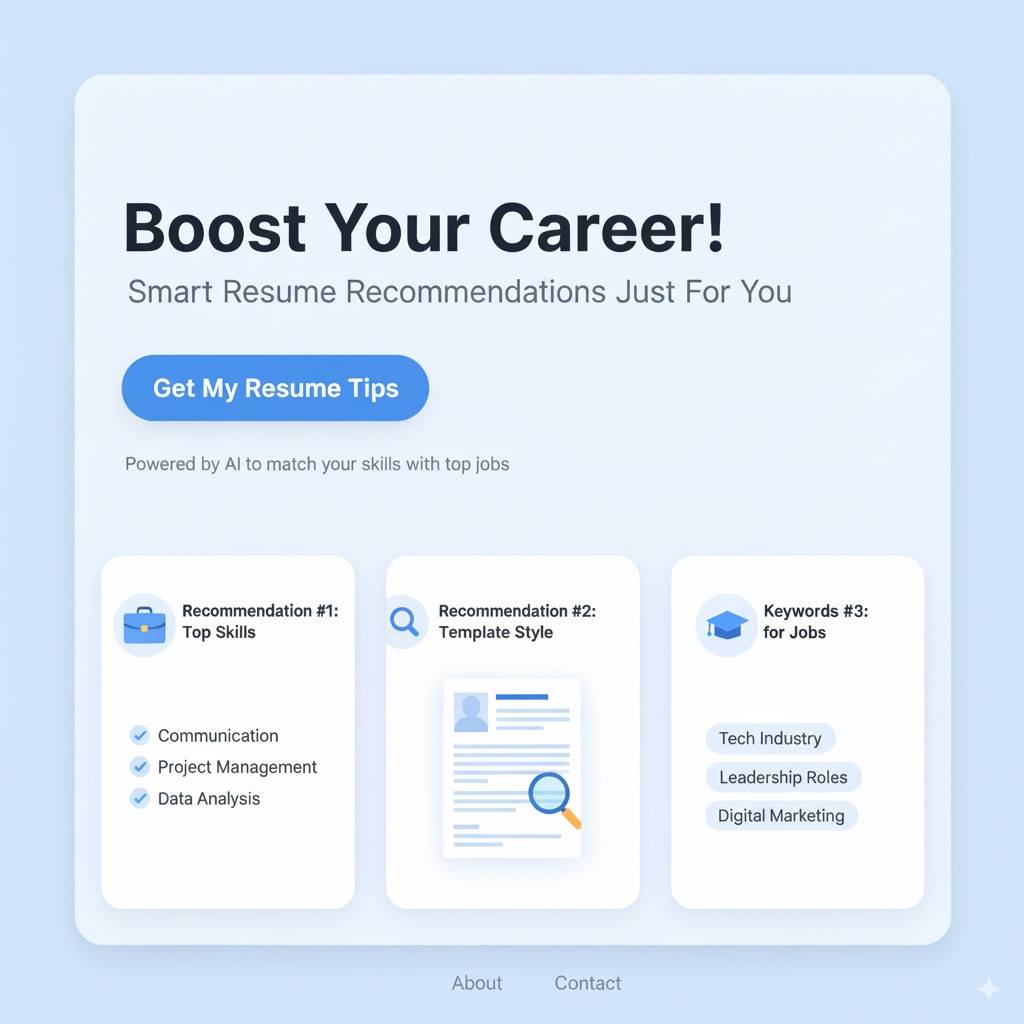 Boost Your Career!
Smart Resume Recommendations Just For You
Get My Resume Tips
Powered by AI to match your skills with top jobs
Recommendation #1:
Top Skills
Communication
Project Management
Data Analysis
Recommendation #2:
Template Style
Keywords #3:
for Jobs
Tech Industry
Leadership Roles
Digital Marketing
About
Contact